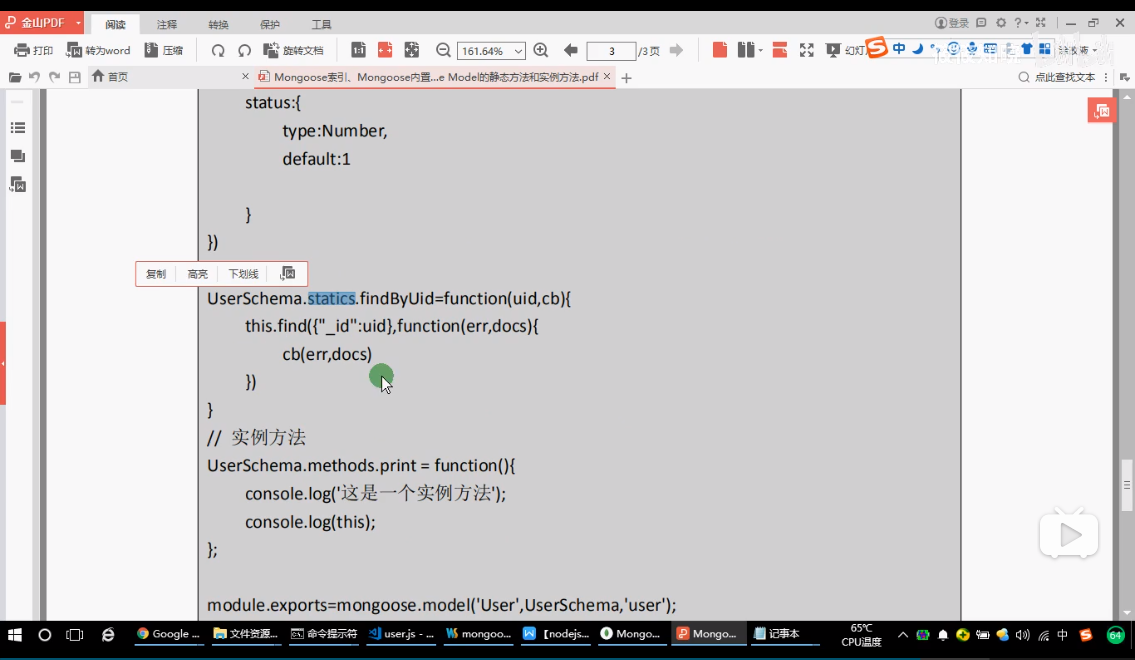 金山PDF
阅读
注释
转换
保护
工具
登录
打印
转为word
压缩
旋转文档
161.64%
3
/3页
中
首页
Mongoose索引、Mongoose内置...e Model的静态方法和实例方法.pdf
点此查找文本
status:{
type:Number,
default:1
}
})
复制
高亮
下划线
UserSchema.statics.findByUid=function(uid,cb){
this.find({"_id":uid},function(err,docs){
cb(err,docs)
})
}
// 实例方法
UserSchema.methods.print = function(){
console.log('这是一个实例方法');
console.log(this);
};
module.exports=mongoose.model('User',UserSchema,'user');
Google ...
文件资源...
命令提示符
user.js - ...
mongoo...
【nodejs...
Mongo...
Mongo...
记事本
65℃
CPU温度
中
64